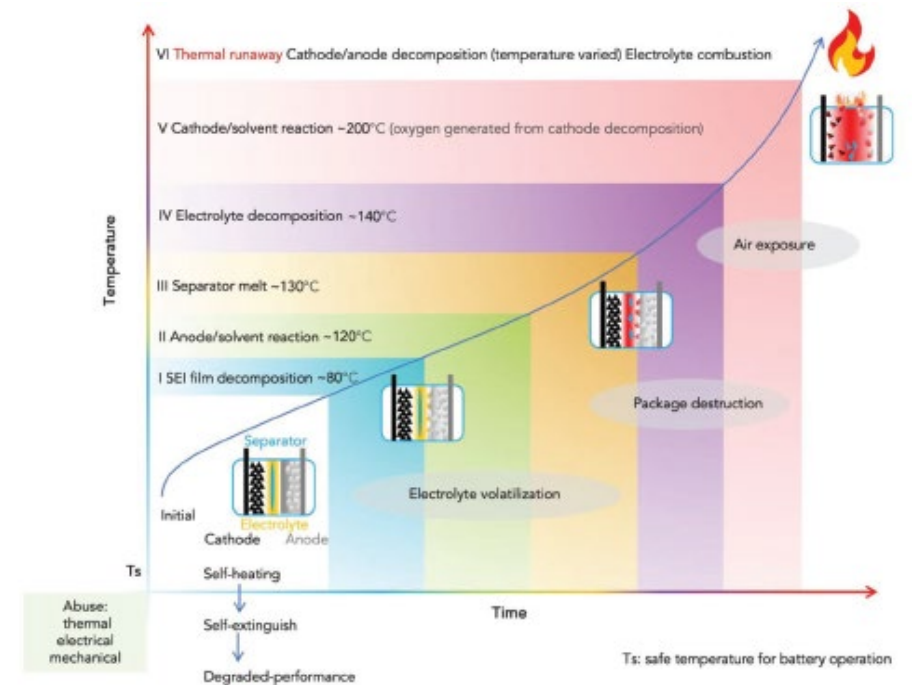 VI Thermal runaway Cathode/anode decomposition (temperature varied) Electrolyte combustion
V Cathode/solvent reaction ~200°C (oxygen generated from cathode decomposition)
IV Electrolyte decomposition ~140°C
Air exposure
III Separator melt ~130°C
II Anode/solvent reaction ~120°C
I SEI film decomposition ~80°C
Package destruction
Temperature
Separator
Electrolyte volatilization
Initial
Electrolyte
Cathode
Anode
Ts
Self-heating
Time
Abuse:
thermal
electrical
mechanical
Self-extinguish
Degraded-performance
Ts: safe temperature for battery operation